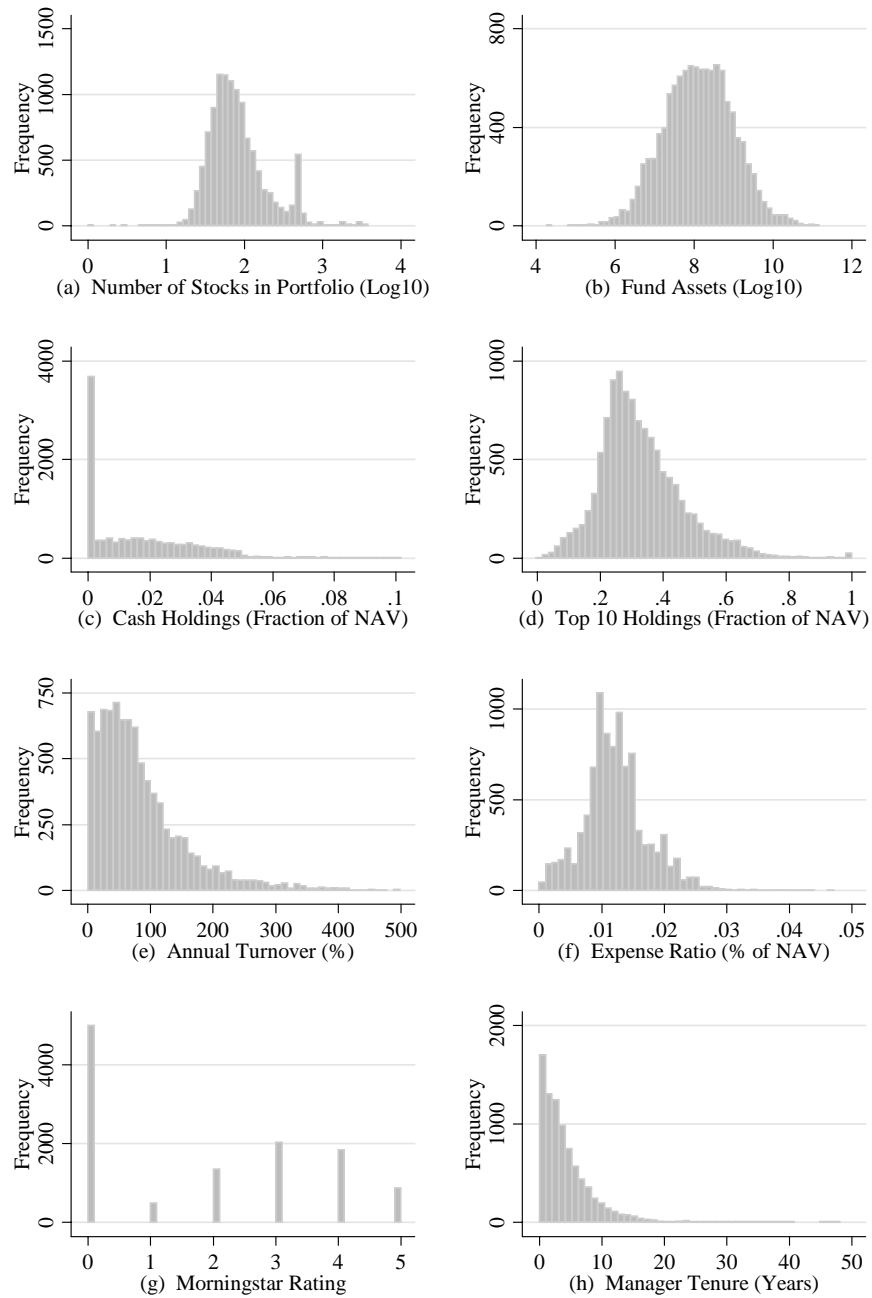 1500
1000
500
0
Frequency
0 1 2 3 4
(a) Number of Stocks in Portfolio (Log10)
800
400
0
Frequency
4 6 8 10 12
(b) Fund Assets (Log10)
4000
2000
0
Frequency
0 .02 .04 .06 .08 .1
(c) Cash Holdings (Fraction of NAV)
1000
500
0
Frequency
0 .2 .4 .6 .8 1
(d) Top 10 Holdings (Fraction of NAV)
750
500
250
0
Frequency
0 100 200 300 400 500
(e) Annual Turnover (%)
1000
500
0
Frequency
0 .01 .02 .03 .04 .05
(f) Expense Ratio (% of NAV)
4000
2000
0
Frequency
0 1 2 3 4 5
(g) Morningstar Rating
2000
1000
0
Frequency
0 10 20 30 40 50
(h) Manager Tenure (Years)